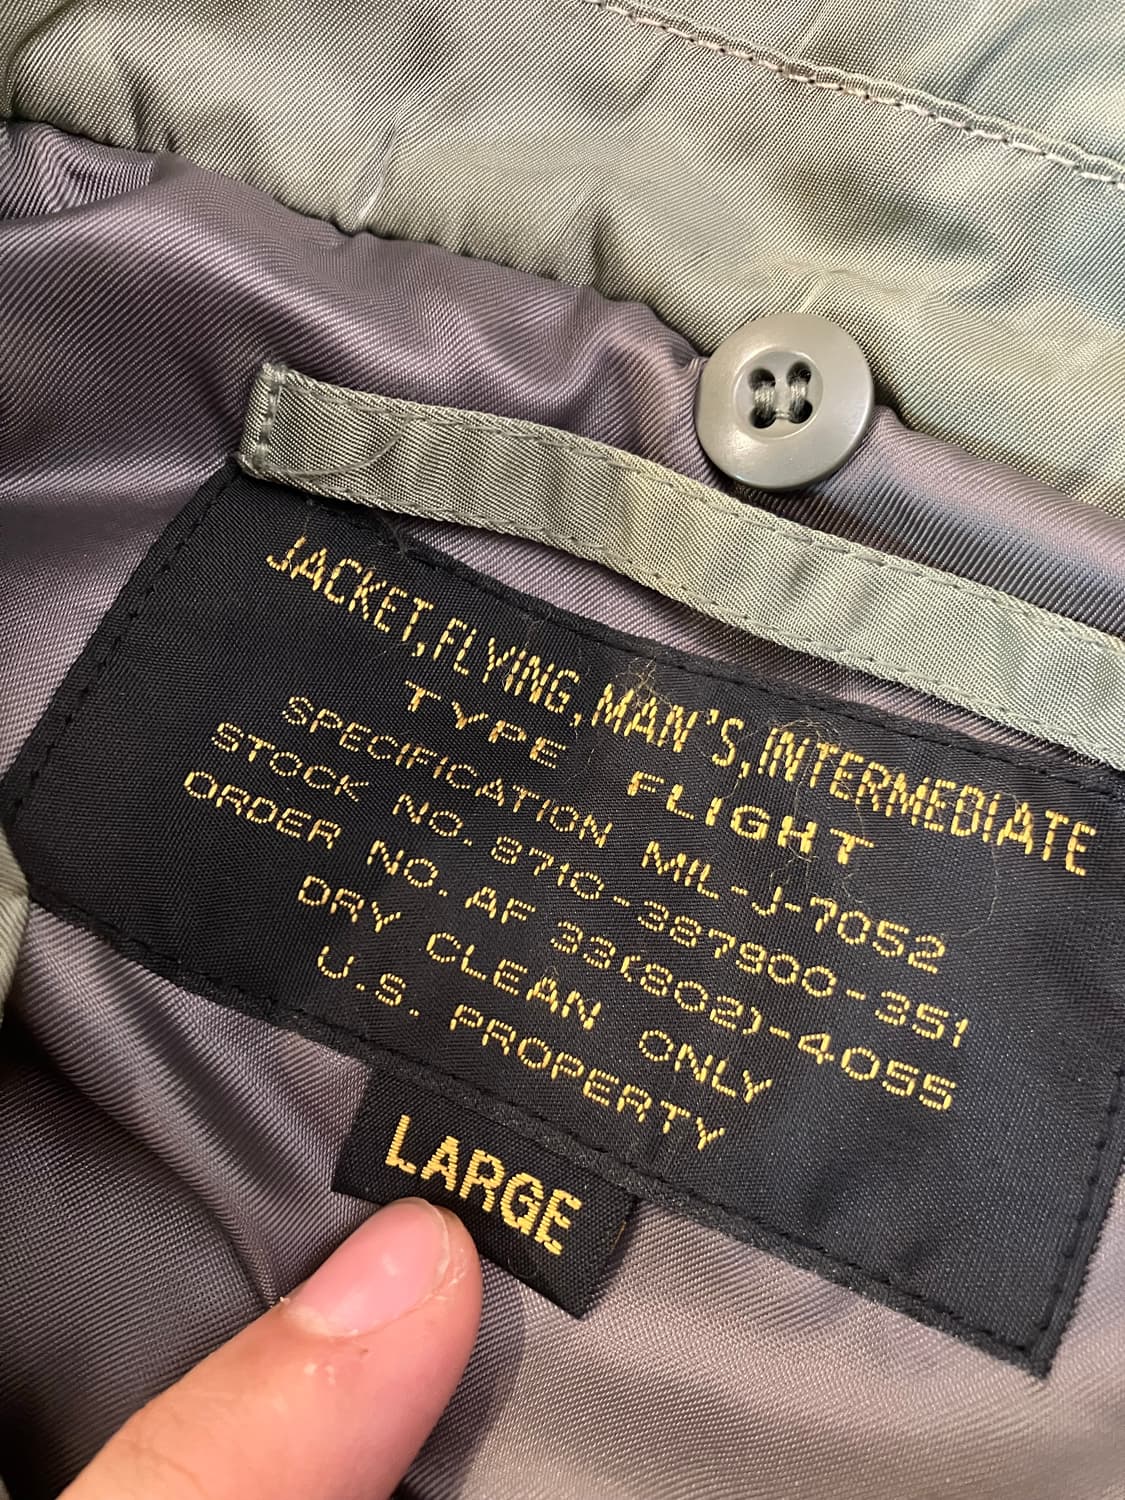 JACKET, FLYING, MAN'S, INTERMEDIATE
TYPE FLIGHT
SPECIFICATION MIL-J-7052
STOCK NO. 8710-387900-351
ORDER NO. AF 33(802)-4055
DRY CLEAN ONLY
U.S. PROPERTY
LARGE